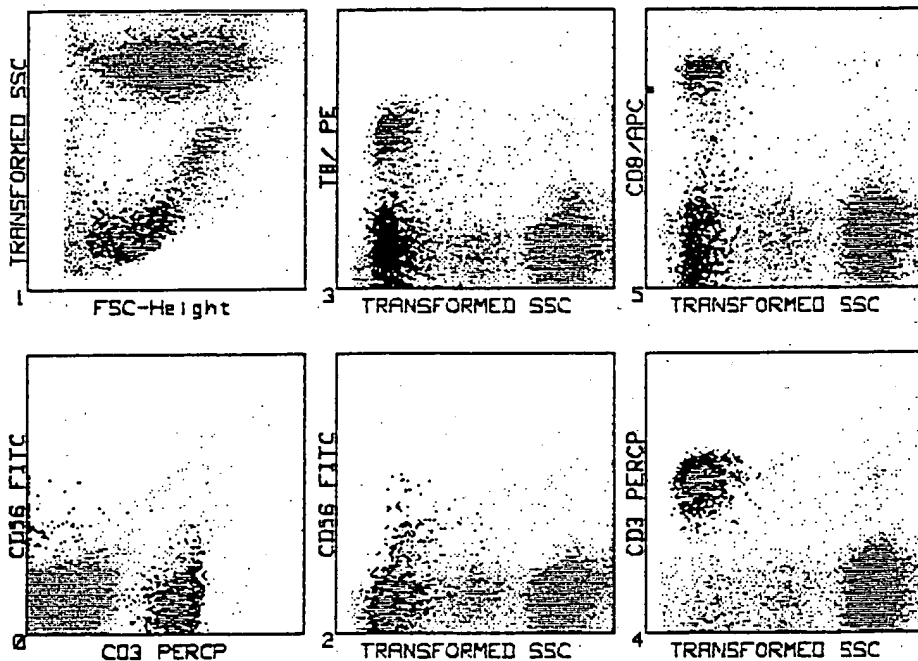 TRANSFORMED SSC
1
FSC-Height
T8/ PE
3
TRANSFORMED SSC
CD8/APC
5
TRANSFORMED SSC
CD56 FITC
0
CD3 PERCP
CD56 FITC
2
TRANSFORMED SSC
CD3 PERCP
4
TRANSFORMED SSC